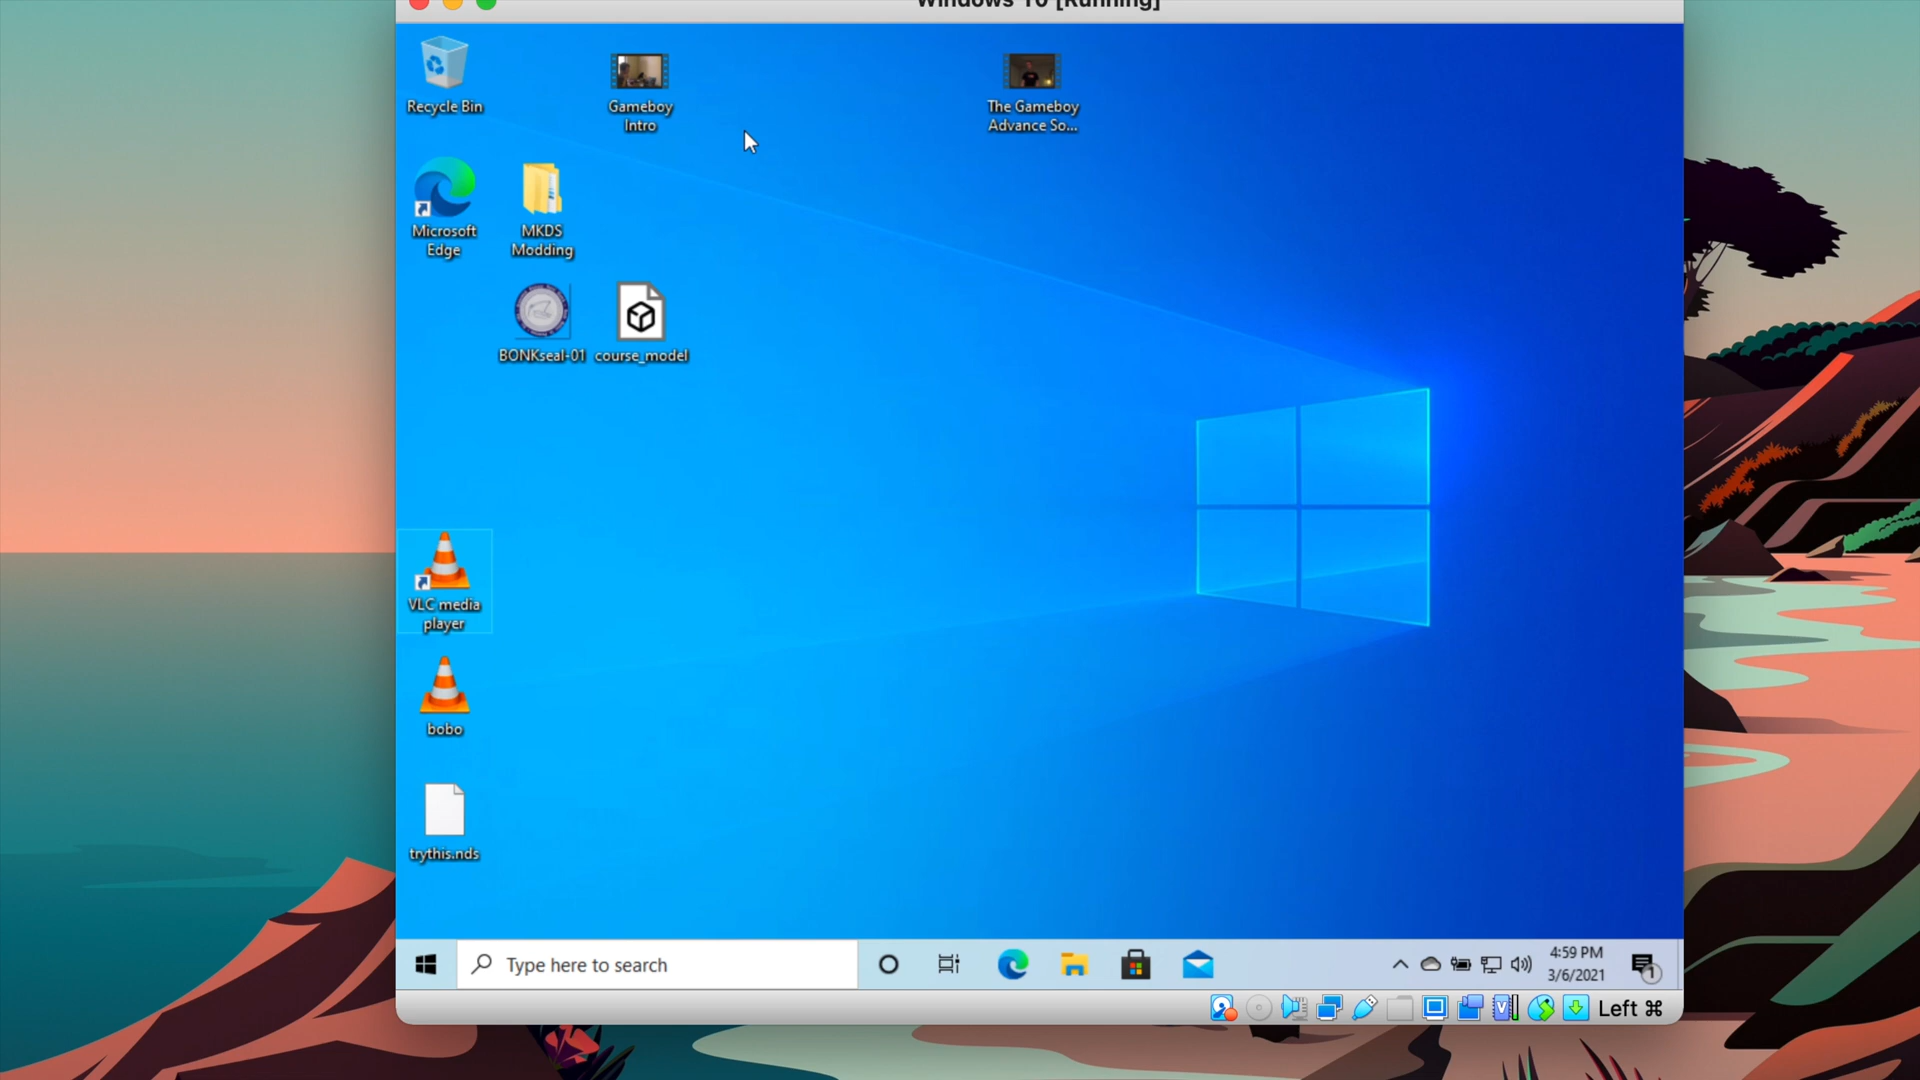 Windows 10 [Running]
Recycle Bin
Gameboy
Intro
The Gameboy
Advance So...
Microsoft
Edge
MKDS
Modding
BONKseal-01
course_model
VLC media
player
bobo
trythis.nds
Type here to search
4:59 PM
3/6/2021
1
Left ⌘